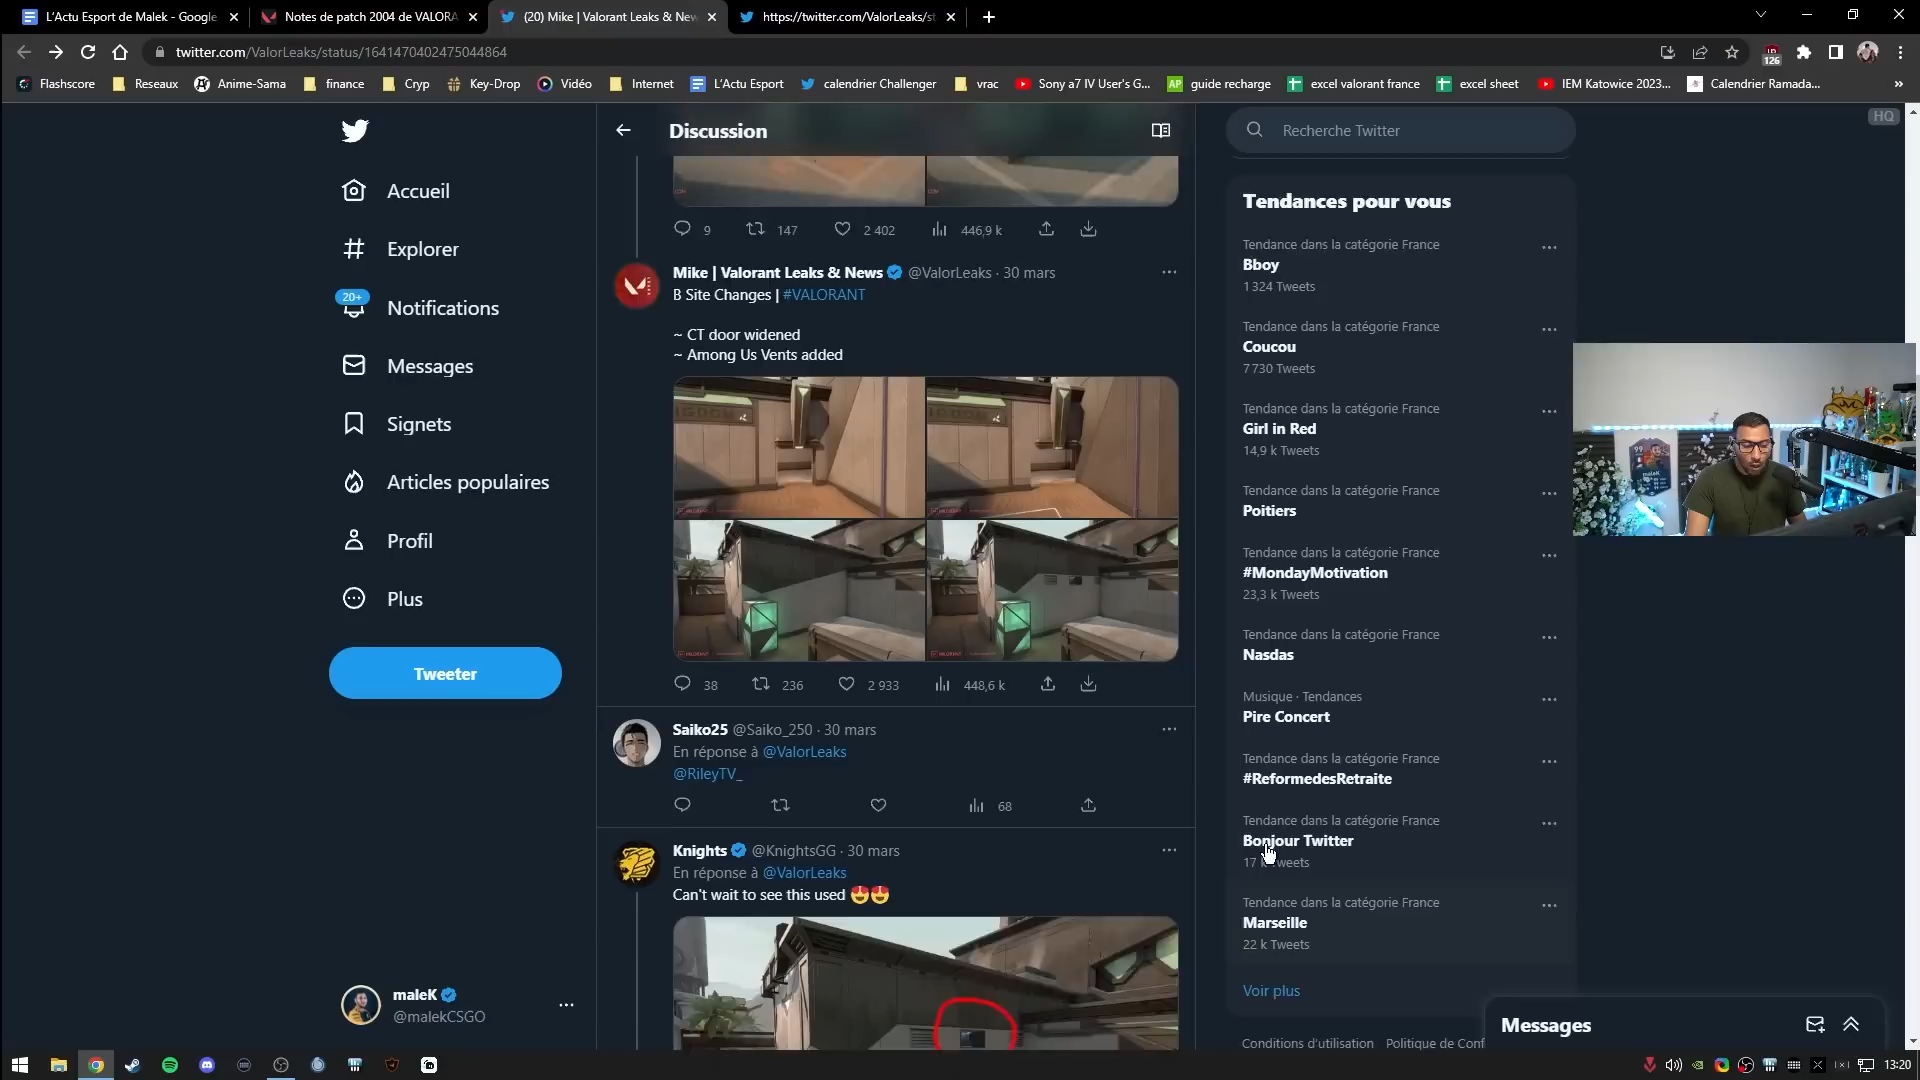 L'Actu Esport de Malek - Google
Notes de patch 2004 de VALORA
(20) Mike | Valorant Leaks & New
https://twitter.com/ValorLeaks/st
twitter.com/ValorLeaks/status/1641470402475044864
126
Flashscore
Reseaux
Anime-Sama
finance
Cryp
Key-Drop
Vidéo
Internet
L'Actu Esport
calendrier Challenger
vrac
Sony a7 IV User's G...
AP guide recharge
excel valorant france
excel sheet
IEM Katowice 2023...
Calendrier Ramada...
HQ
Accueil
Explorer
20+
Notifications
Messages
Signets
Articles populaires
Profil
Plus
Tweeter
maleK
@malekCSGO
Discussion
9 147 2 402 446,9 k
Mike | Valorant Leaks & News @ValorLeaks · 30 mars
B Site Changes | #VALORANT
~ CT door widened
~ Among Us Vents added
38 236 2 933 448,6 k
Saiko25 @Saiko_250 · 30 mars
En réponse à @ValorLeaks
@RileyTV_
68
Knights @KnightsGG · 30 mars
En réponse à @ValorLeaks
Can't wait to see this used 😍😍
Recherche Twitter
Tendances pour vous
Tendance dans la catégorie France
Bboy
1 324 Tweets
Tendance dans la catégorie France
Coucou
7 730 Tweets
Tendance dans la catégorie France
Girl in Red
14,9 k Tweets
Tendance dans la catégorie France
Poitiers
Tendance dans la catégorie France
#MondayMotivation
23,3 k Tweets
Tendance dans la catégorie France
Nasdas
Musique · Tendances
Pire Concert
Tendance dans la catégorie France
#ReformedesRetraite
Tendance dans la catégorie France
Bonjour Twitter
17 k Tweets
Tendance dans la catégorie France
Marseille
22 k Tweets
Voir plus
Conditions d'utilisation Politique de Conf
Messages
13:20